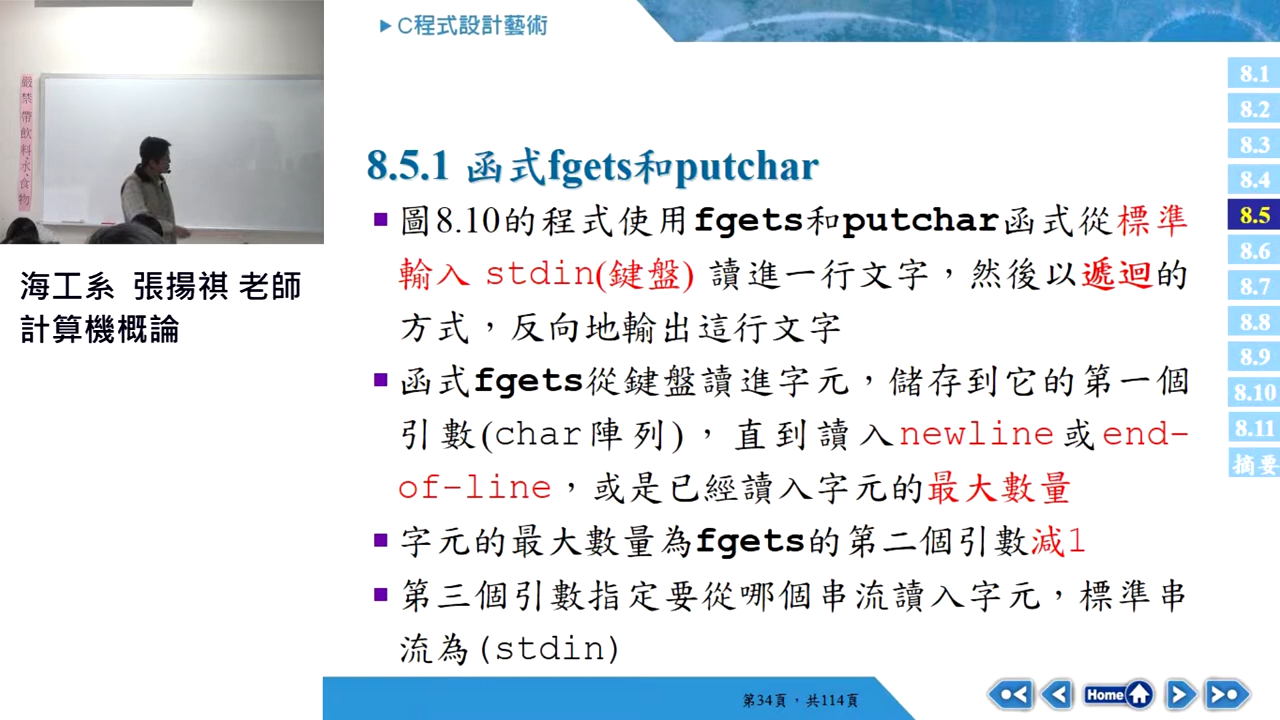 C程式設計藝術
嚴禁帶飲料水.食物
海工系 張揚祺 老師
計算機概論
8.5.1 函式fgets和putchar
圖8.10的程式使用fgets和putchar函式從標準
輸入 stdin(鍵盤) 讀進一行文字，然後以遞迴的
方式，反向地輸出這行文字
函式fgets從鍵盤讀進字元，儲存到它的第一個
引數(char陣列)，直到讀入newline或end-
of-line，或是已經讀入字元的最大數量
字元的最大數量為fgets的第二個引數減1
第三個引數指定要從哪個串流讀入字元，標準串
流為(stdin)
8.1
8.2
8.3
8.4
8.5
8.6
8.7
8.8
8.9
8.10
8.11
摘要
第34頁，共114頁
Home